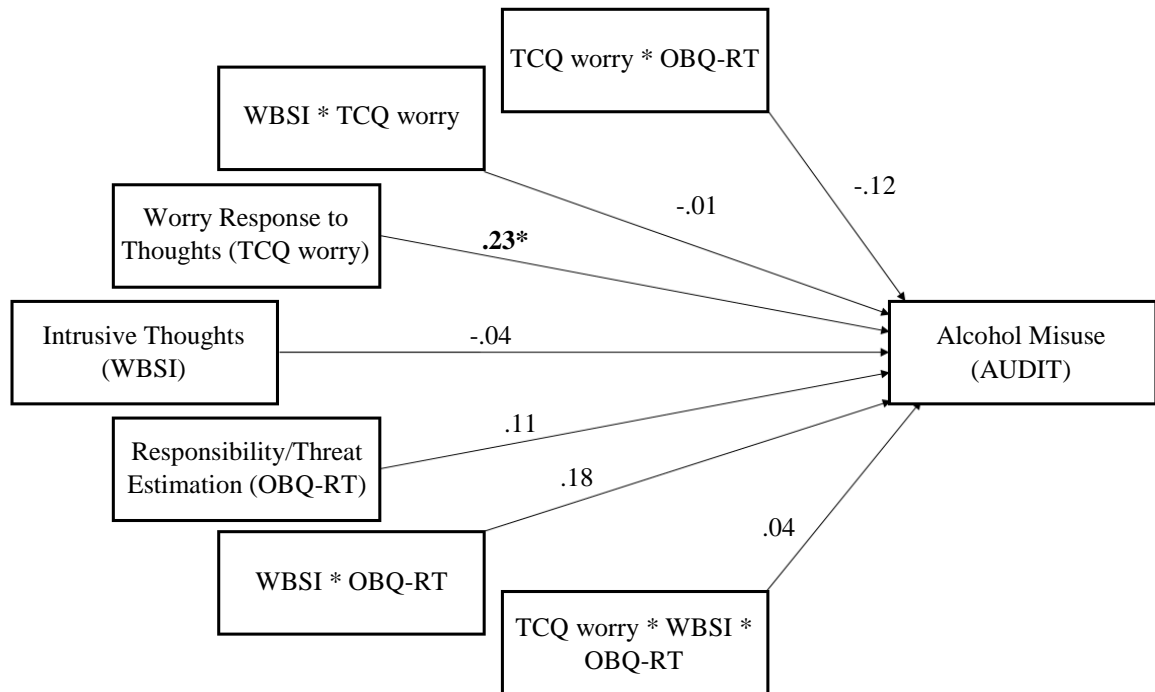 TCQ worry * OBQ-RT
WBSI * TCQ worry
-.12
-.01
Worry Response to
Thoughts (TCQ worry)
.23*
Intrusive Thoughts
(WBSI)
-.04
Alcohol Misuse
(AUDIT)
Responsibility/Threat
Estimation (OBQ-RT)
.11
.18
WBSI * OBQ-RT
.04
TCQ worry * WBSI *
OBQ-RT